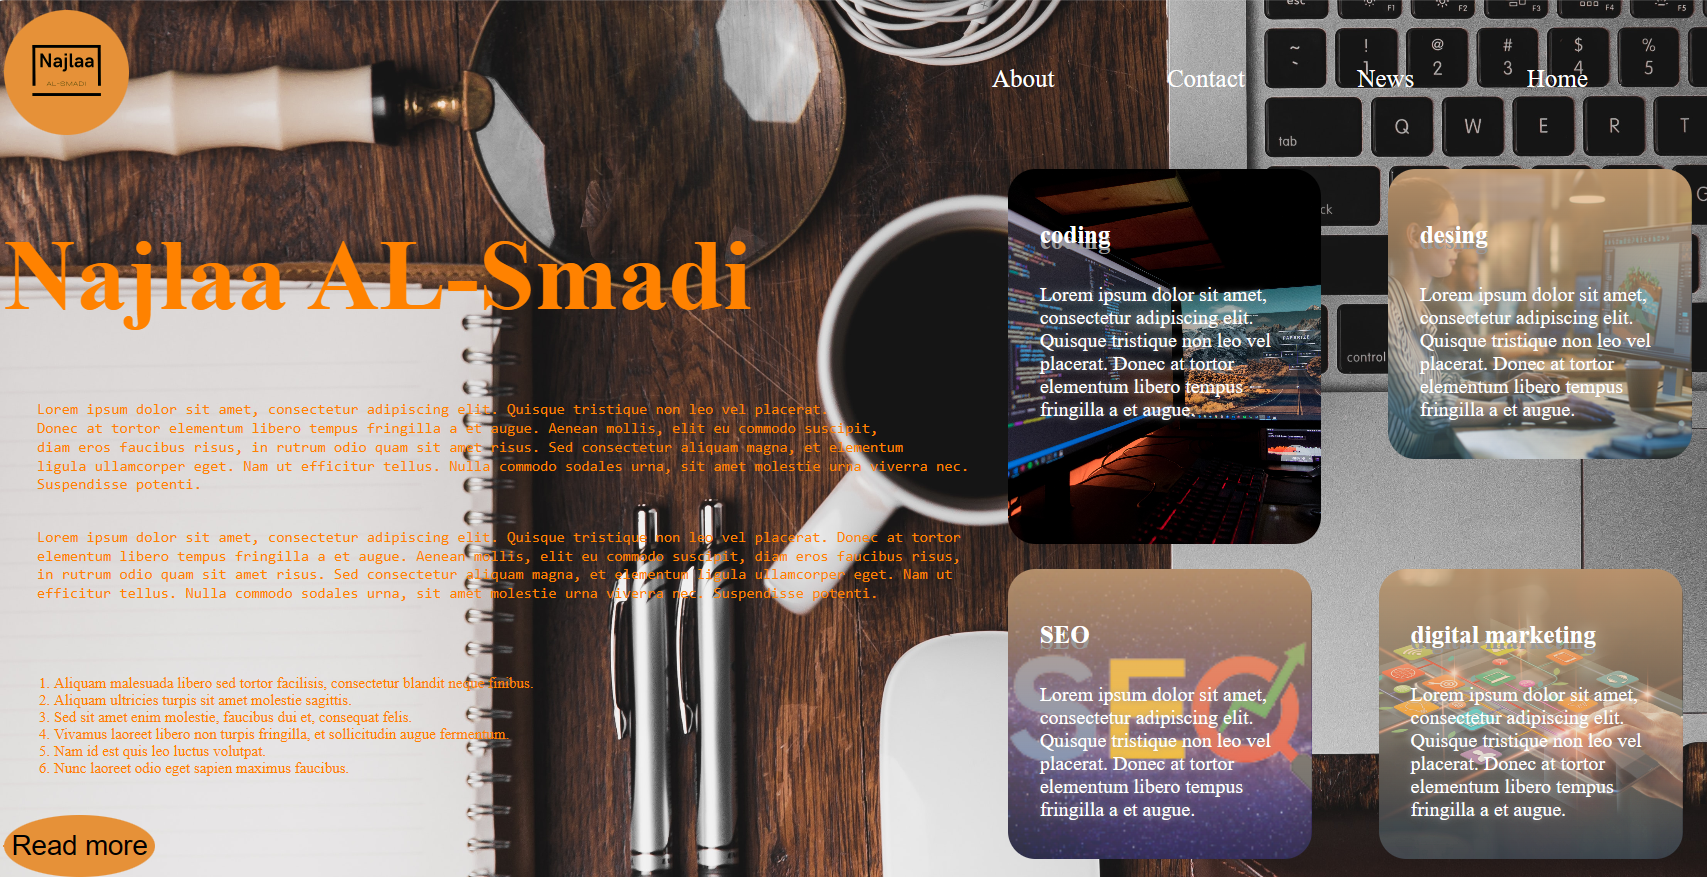 Najlaa
AL-SMADI
About Contact News Home
Najlaa AL-Smadi
Lorem ipsum dolor sit amet, consectetur adipiscing elit. Quisque tristique non leo vel placerat.
Donec at tortor elementum libero tempus fringilla a et augue. Aenean mollis, elit eu commodo suscipit,
diam eros faucibus risus, in rutrum odio quam sit amet risus. Sed consectetur aliquam magna, et elementum
ligula ullamcorper eget. Nam ut efficitur tellus. Nulla commodo sodales urna, sit amet molestie urna viverra nec.
Suspendisse potenti.
Lorem ipsum dolor sit amet, consectetur adipiscing elit. Quisque tristique non leo vel placerat. Donec at tortor
elementum libero tempus fringilla a et augue. Aenean mollis, elit eu commodo suscipit, diam eros faucibus risus,
in rutrum odio quam sit amet risus. Sed consectetur aliquam magna, et elementum ligula ullamcorper eget. Nam ut
efficitur tellus. Nulla commodo sodales urna, sit amet molestie urna viverra nec. Suspendisse potenti.
1. Aliquam malesuada libero sed tortor facilisis, consectetur blandit neque finibus.
2. Aliquam ultricies turpis sit amet molestie sagittis.
3. Sed sit amet enim molestie, faucibus dui et, consequat felis.
4. Vivamus laoreet libero non turpis fringilla, et sollicitudin augue fermentum.
5. Nam id est quis leo luctus volutpat.
6. Nunc laoreet odio eget sapien maximus faucibus.
Read more
coding
Lorem ipsum dolor sit amet,
consectetur adipiscing elit.
Quisque tristique non leo vel
placerat. Donec at tortor
elementum libero tempus
fringilla a et augue.
desing
Lorem ipsum dolor sit amet,
consectetur adipiscing elit.
Quisque tristique non leo vel
placerat. Donec at tortor
elementum libero tempus
fringilla a et augue.
SEO
SEO
Lorem ipsum dolor sit amet,
consectetur adipiscing elit.
Quisque tristique non leo vel
placerat. Donec at tortor
elementum libero tempus
fringilla a et augue.
digital marketing
Lorem ipsum dolor sit amet,
consectetur adipiscing elit.
Quisque tristique non leo vel
placerat. Donec at tortor
elementum libero tempus
fringilla a et augue.
esc F1 F2 F3 F4 F5
~ ! @ # $ %
` 1 2 3 4 5
tab Q W E R T
ck G
control